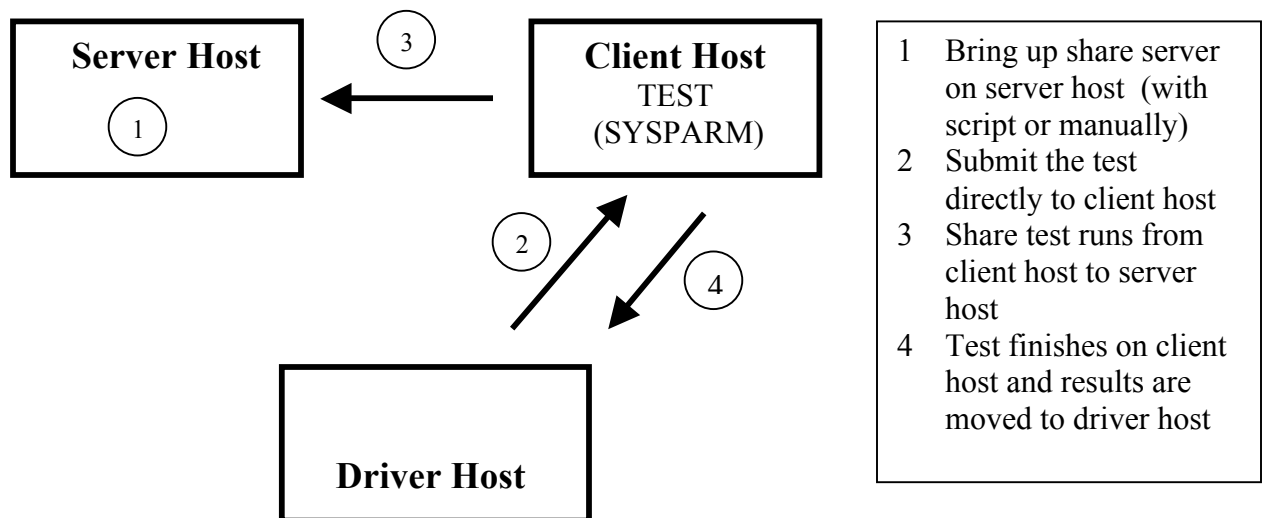 Server Host
1
3
Client Host
TEST
(SYSPARM)
2
4
Driver Host
1 Bring up share server
on server host (with
script or manually)
2 Submit the test
directly to client host
3 Share test runs from
client host to server
host
4 Test finishes on client
host and results are
moved to driver host